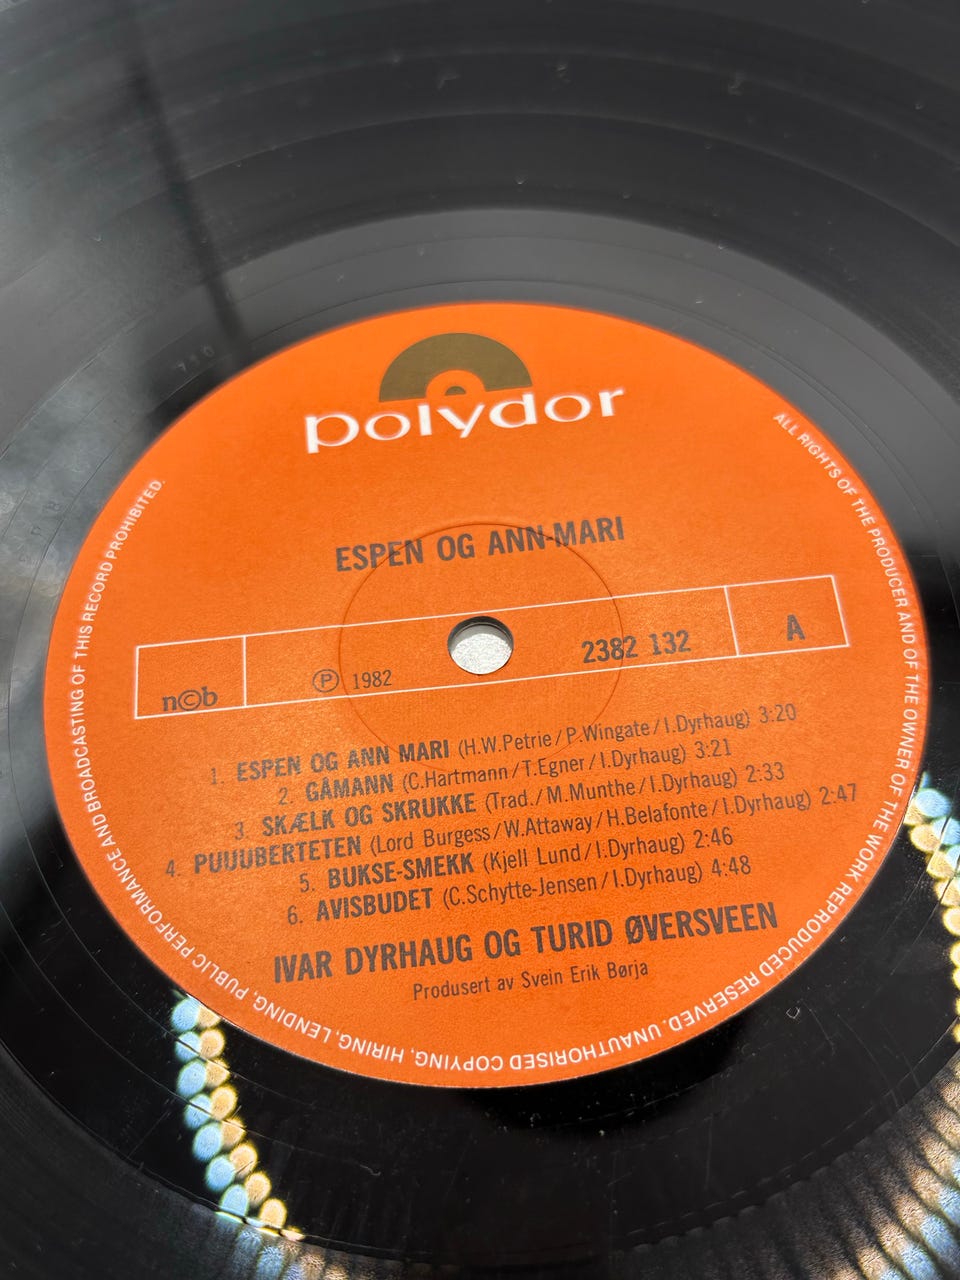 polydor
ESPEN OG ANN-MARI
n©b
Ⓟ 1982
2382 132
A
1. ESPEN OG ANN MARI (H.W.Petrie/P.Wingate/I.Dyrhaug) 3:20
2. GÅMANN (C.Hartmann/T.Egner/I.Dyrhaug) 3:21
3. SKÆLK OG SKRUKKE (Trad./M.Munthe/I.Dyrhaug) 2:33
4. PUUUBERTETEN (Lord Burgess/W.Attaway/H.Belafonte/I.Dyrhaug) 2:47
5. BUKSE-SMEKK (Kjell Lund/I.Dyrhaug) 2:46
6. AVISBUDET (C.Schytte-Jensen/I.Dyrhaug) 4:48
IVAR DYRHAUG OG TURID ØVERSVEEN
Produsert av Svein Erik Børja
ALL RIGHTS OF THE PRODUCER AND OF THE OWNER OF THE WORK REPRODUCED RESERVED. UNAUTHORISED COPYING, HIRING, LENDING, PUBLIC PERFORMANCE AND BROADCASTING OF THIS RECORD PROHIBITED.